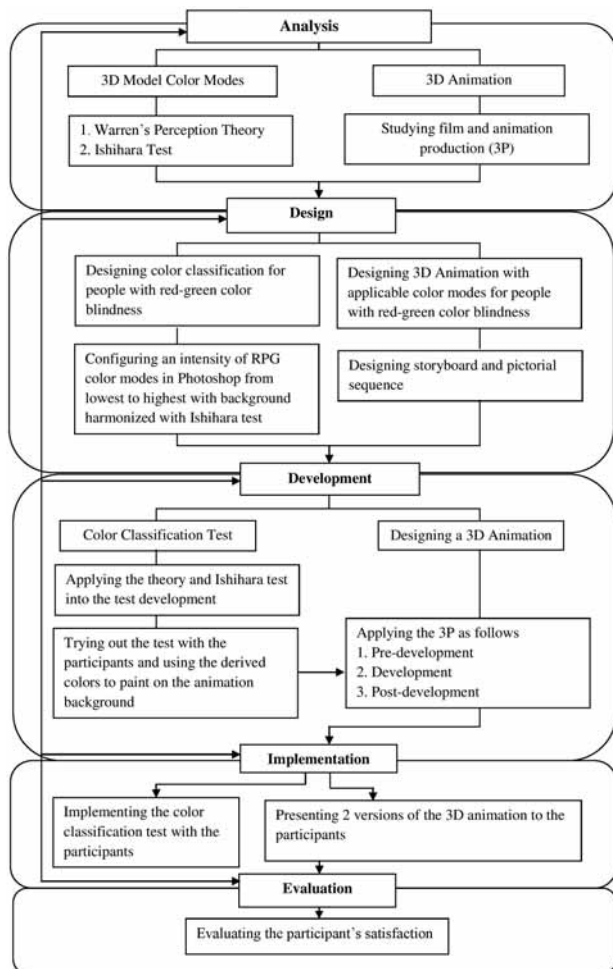 Analysis
3D Model Color Modes
3D Animation
1. Warren's Perception Theory
2. Ishihara Test
Studying film and animation
production (3P)
Design
Designing color classification for
people with red-green color
blindness
Designing 3D Animation with
applicable color modes for people
with red-green color blindness
Configuring an intensity of RPG
color modes in Photoshop from
lowest to highest with background
harmonized with Ishihara test
Designing storyboard and pictorial
sequence
Development
Color Classification Test
Designing a 3D Animation
Applying the theory and Ishihara test
into the test development
Trying out the test with the
participants and using the derived
colors to paint on the animation
background
Applying the 3P as follows
1. Pre-development
2. Development
3. Post-development
Implementation
Implementing the color
classification test with the
participants
Presenting 2 versions of the 3D animation to the
participants
Evaluation
Evaluating the participant's satisfaction